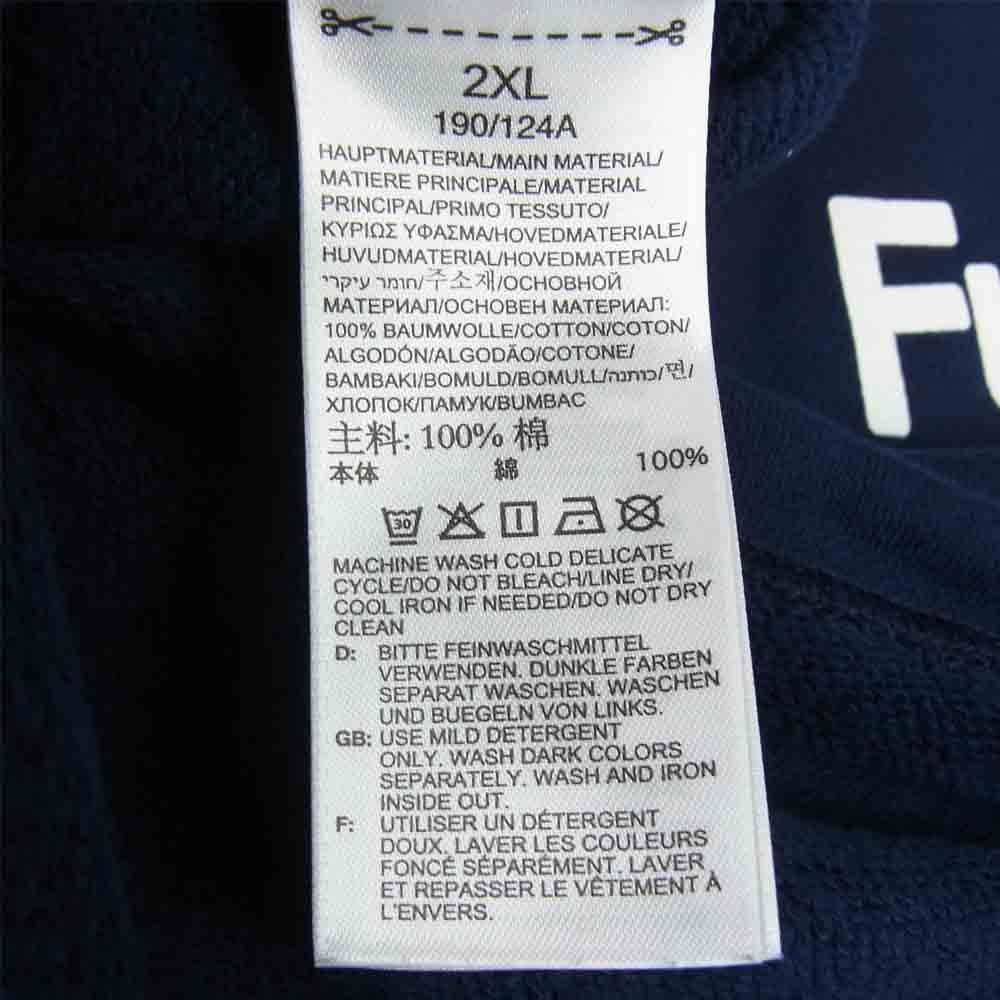 2XL
190/124A
HAUPTMATERIAL/MAIN MATERIAL/
MATIERE PRINCIPALE/MATERIAL
PRINCIPAL/PRIMO TESSUTO/
ΚΥΡΙΩΣ ΥΦΑΣΜΑ/HOVEDMATERIALE/
HUVUDMATERIAL/HOVEDMATERIAL/
חומר עיקרי/주소재/ОСНОВНОЙ
МАТЕРИАЛ/ОСНОВЕН МАТЕРИАЛ:
100% BAUMWOLLE/COTTON/COTON/
ALGODÓN/ALGODÃO/COTONE/
BAMBAKI/BOMULD/BOMULL/כותנה/면/
ХЛОПОК/ПАМУК/BUMBAC
主料: 100% 棉
本体 綿 100%
30
MACHINE WASH COLD DELICATE
CYCLE/DO NOT BLEACH/LINE DRY/
COOL IRON IF NEEDED/DO NOT DRY
CLEAN
D: BITTE FEINWASCHMITTEL
VERWENDEN. DUNKLE FARBEN
SEPARAT WASCHEN. WASCHEN
UND BUEGELN VON LINKS.
GB: USE MILD DETERGENT
ONLY. WASH DARK COLORS
SEPARATELY. WASH AND IRON
INSIDE OUT.
F: UTILISER UN DÉTERGENT
DOUX. LAVER LES COULEURS
FONCÉ SÉPARÉMENT. LAVER
ET REPASSER LE VÊTEMENT À
L'ENVERS.